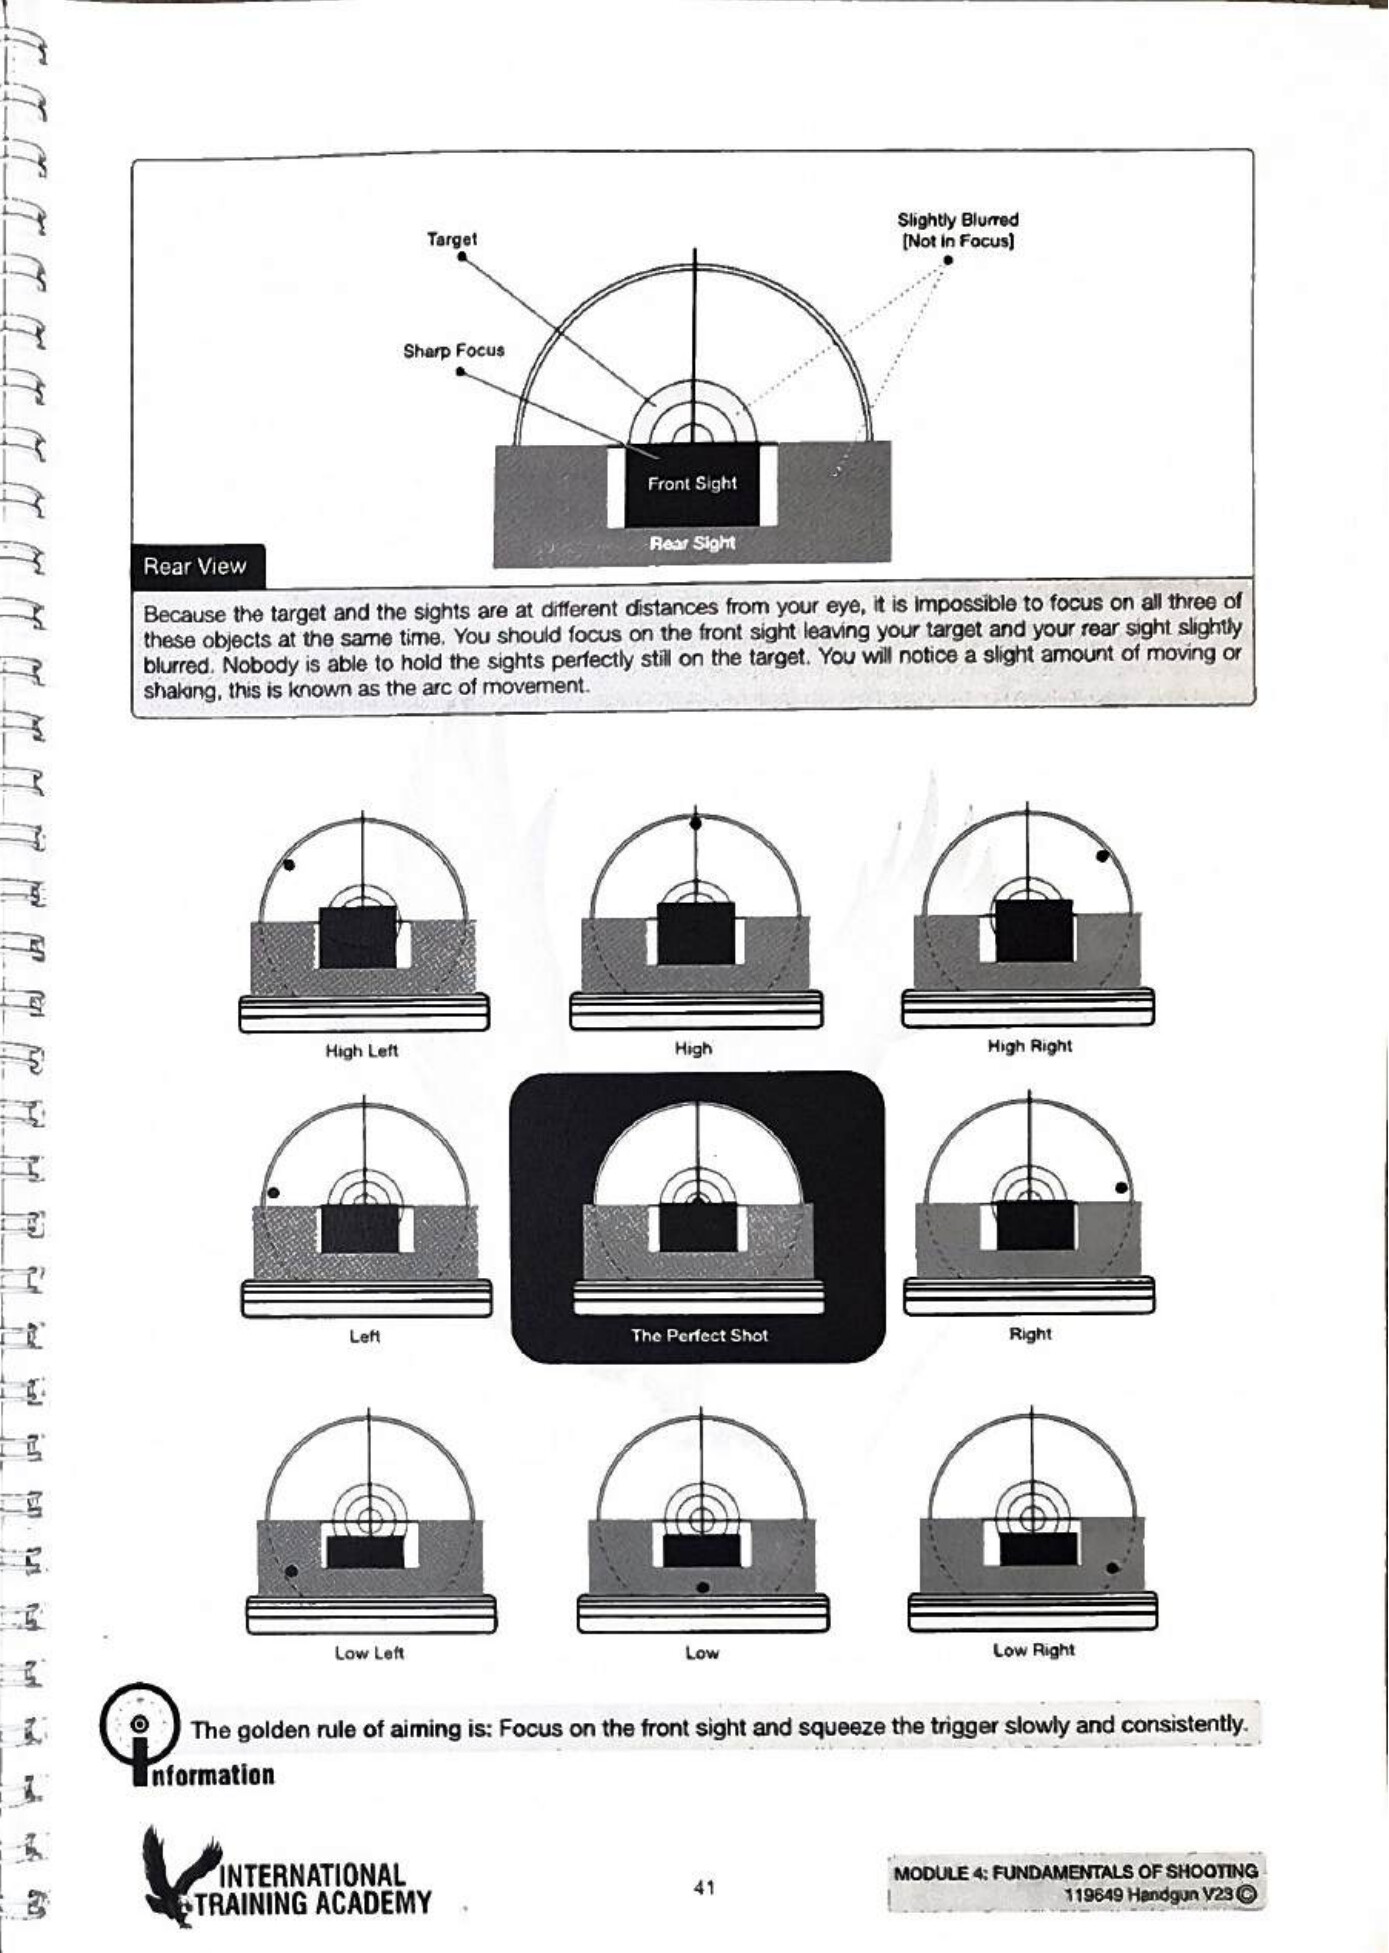 Target
Slightly Blurred
[Not in Focus]
Sharp Focus
Front Sight
Rear Sight
Rear View
Because the target and the sights are at different distances from your eye, it is impossible to focus on all three of
these objects at the same time. You should focus on the front sight leaving your target and your rear sight slightly
blurred. Nobody is able to hold the sights perfectly still on the target. You will notice a slight amount of moving or
shaking, this is known as the arc of movement.
High Left
High
High Right
Left
The Perfect Shot
Right
Low Left
Low
Low Right
The golden rule of aiming is: Focus on the front sight and squeeze the trigger slowly and consistently.
Information
INTERNATIONAL
TRAINING ACADEMY
41
MODULE 4: FUNDAMENTALS OF SHOOTING
119649 Handgun V23©